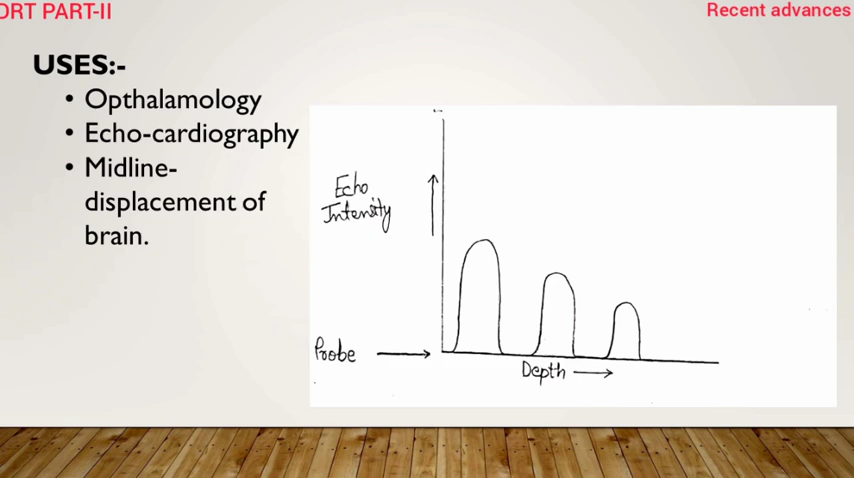 ORT PART-II
Recent advances
USES:-
• Opthalamology
• Echo-cardiography
• Midline-
displacement of
brain.
Echo
Intensity
Probe
Depth